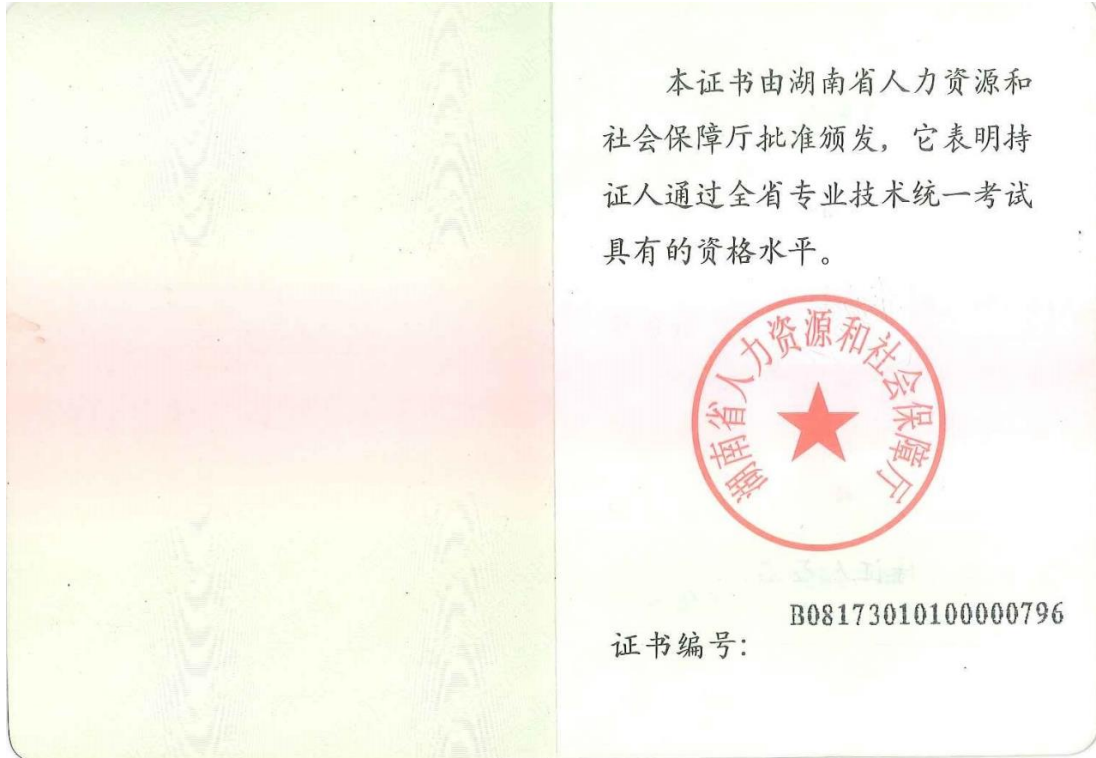 本证书由湖南省人力资源和
社会保障厅批准颁发，它表明持
证人通过全省专业技术统一考试
具有的资格水平。
湖南省人力资源和社会保障厅
B08173010100000796
证书编号：